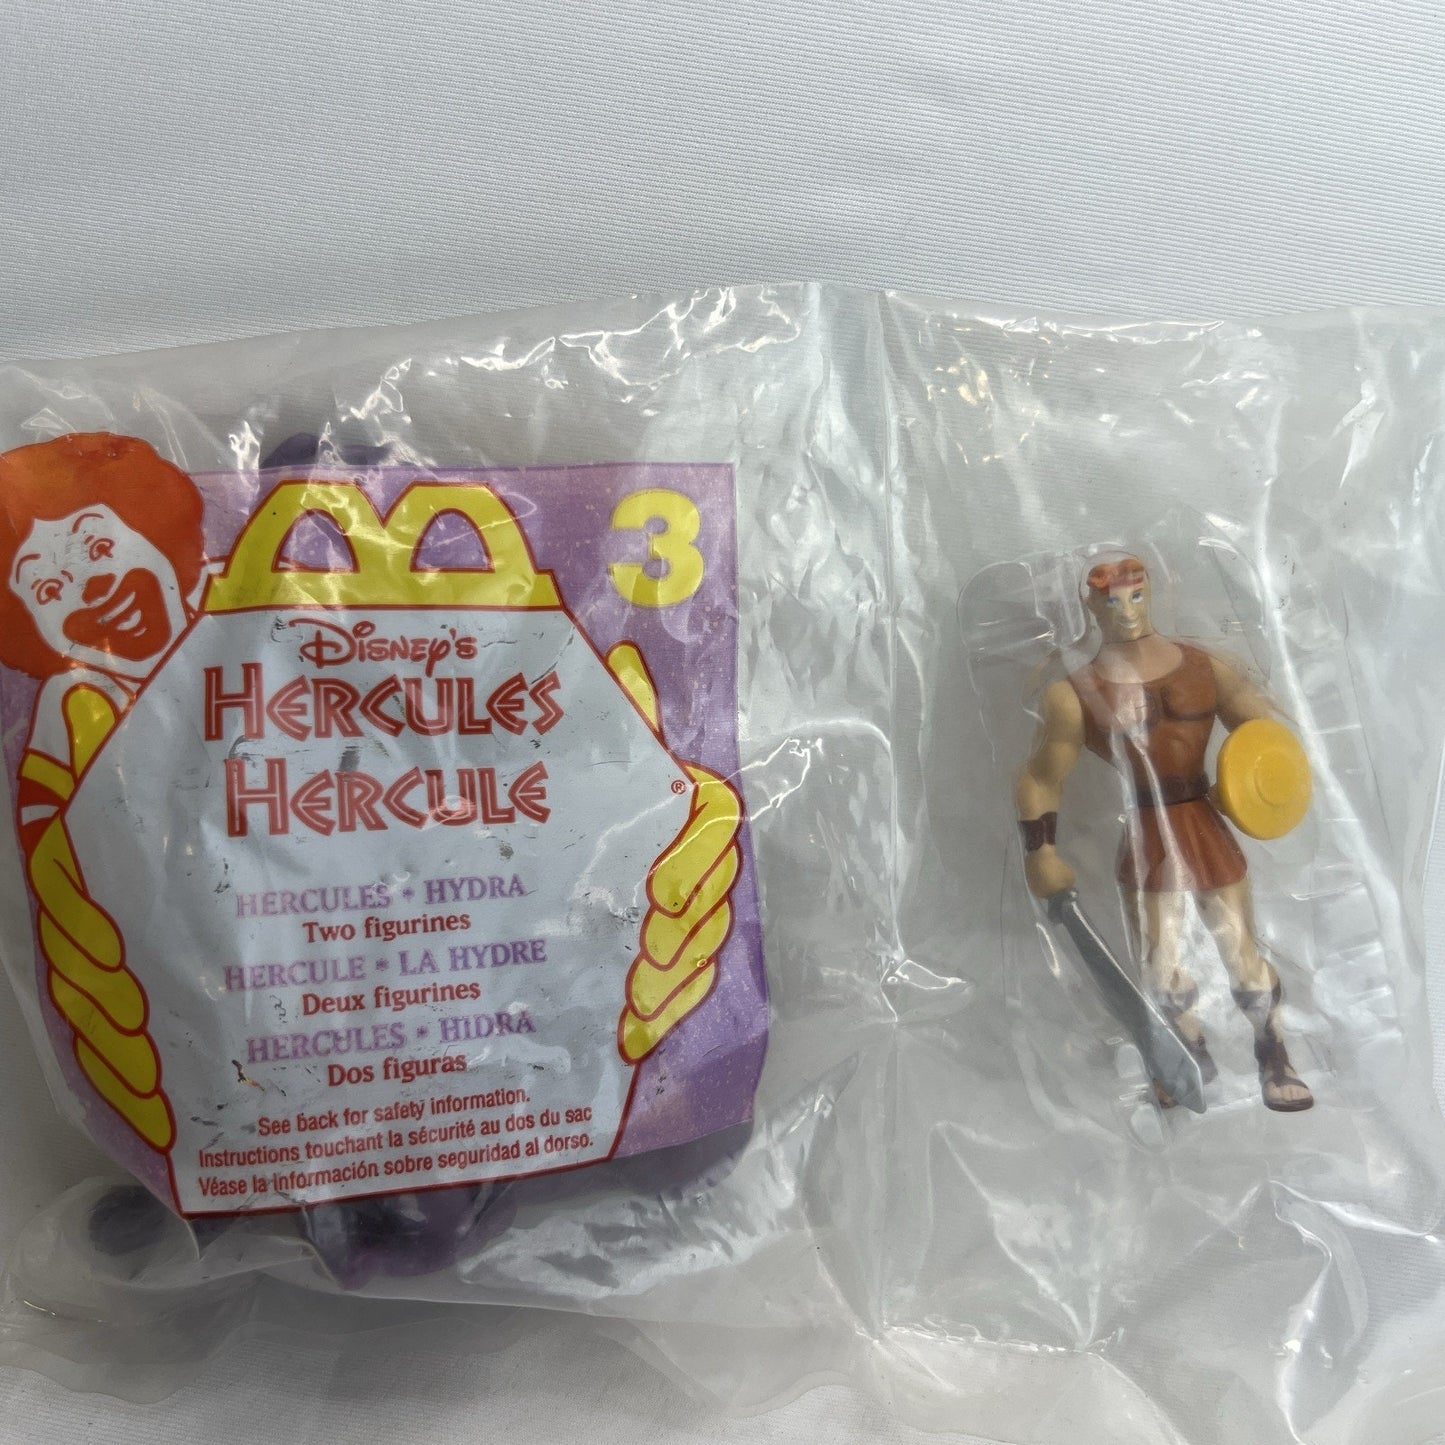 3
DISNEY'S
HERCULES
HERCULE
®
HERCULES • HYDRA
Two figurines
HERCULE • LA HYDRE
Deux figurines
HERCULES • HIDRA
Dos figuras
See back for safety information.
Instructions touchant la sécurité au dos du sac
Véase la información sobre seguridad al dorso.